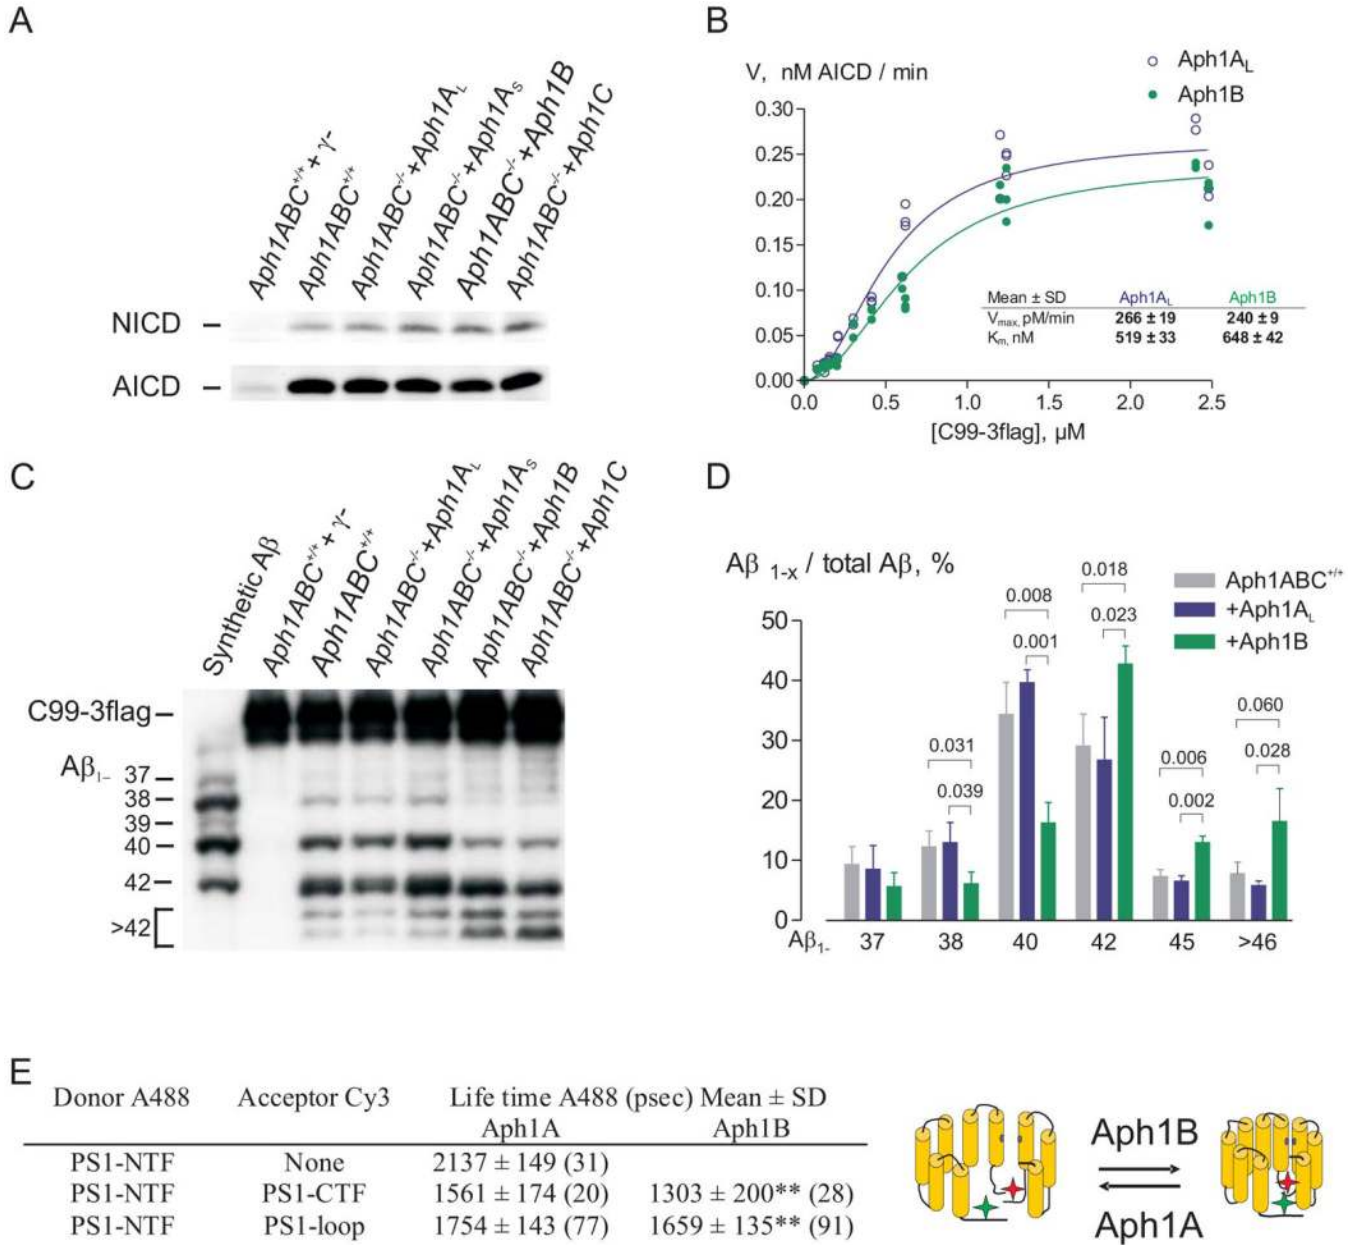 A
Aph1ABC+/+ + γ-
Aph1ABC+/+
Aph1ABC-/-+Aph1AL
Aph1ABC-/-+Aph1AS
Aph1ABC-/-+Aph1B
Aph1ABC-/-+Aph1C
NICD –
AICD –
B
V, nM AICD / min
Aph1AL
Aph1B
0.30
0.25
0.20
0.15
0.10
0.05
0.00
0.0 0.5 1.0 1.5 2.0 2.5
[C99-3flag], µM
Mean ± SD Aph1AL Aph1B
Vmax, pM/min 266 ± 19 240 ± 9
Km, nM 519 ± 33 648 ± 42
C
Synthetic Aβ
Aph1ABC+/+ + γ-
Aph1ABC+/+
Aph1ABC-/-+Aph1AL
Aph1ABC-/-+Aph1AS
Aph1ABC-/-+Aph1B
Aph1ABC-/-+Aph1C
C99-3flag –
Aβ1–
37 –
38 –
39 –
40 –
42 –
>42
D
Aβ 1-x / total Aβ, %
Aph1ABC+/+
+Aph1AL
+Aph1B
50
40
30
20
10
0
0.031
0.039
0.008
0.001
0.018
0.023
0.006
0.002
0.060
0.028
Aβ1- 37 38 40 42 45 >46
E
Donor A488 Acceptor Cy3 Life time A488 (psec) Mean ± SD
Aph1A Aph1B
PS1-NTF None 2137 ± 149 (31)
PS1-NTF PS1-CTF 1561 ± 174 (20) 1303 ± 200** (28)
PS1-NTF PS1-loop 1754 ± 143 (77) 1659 ± 135** (91)
Aph1B
Aph1A